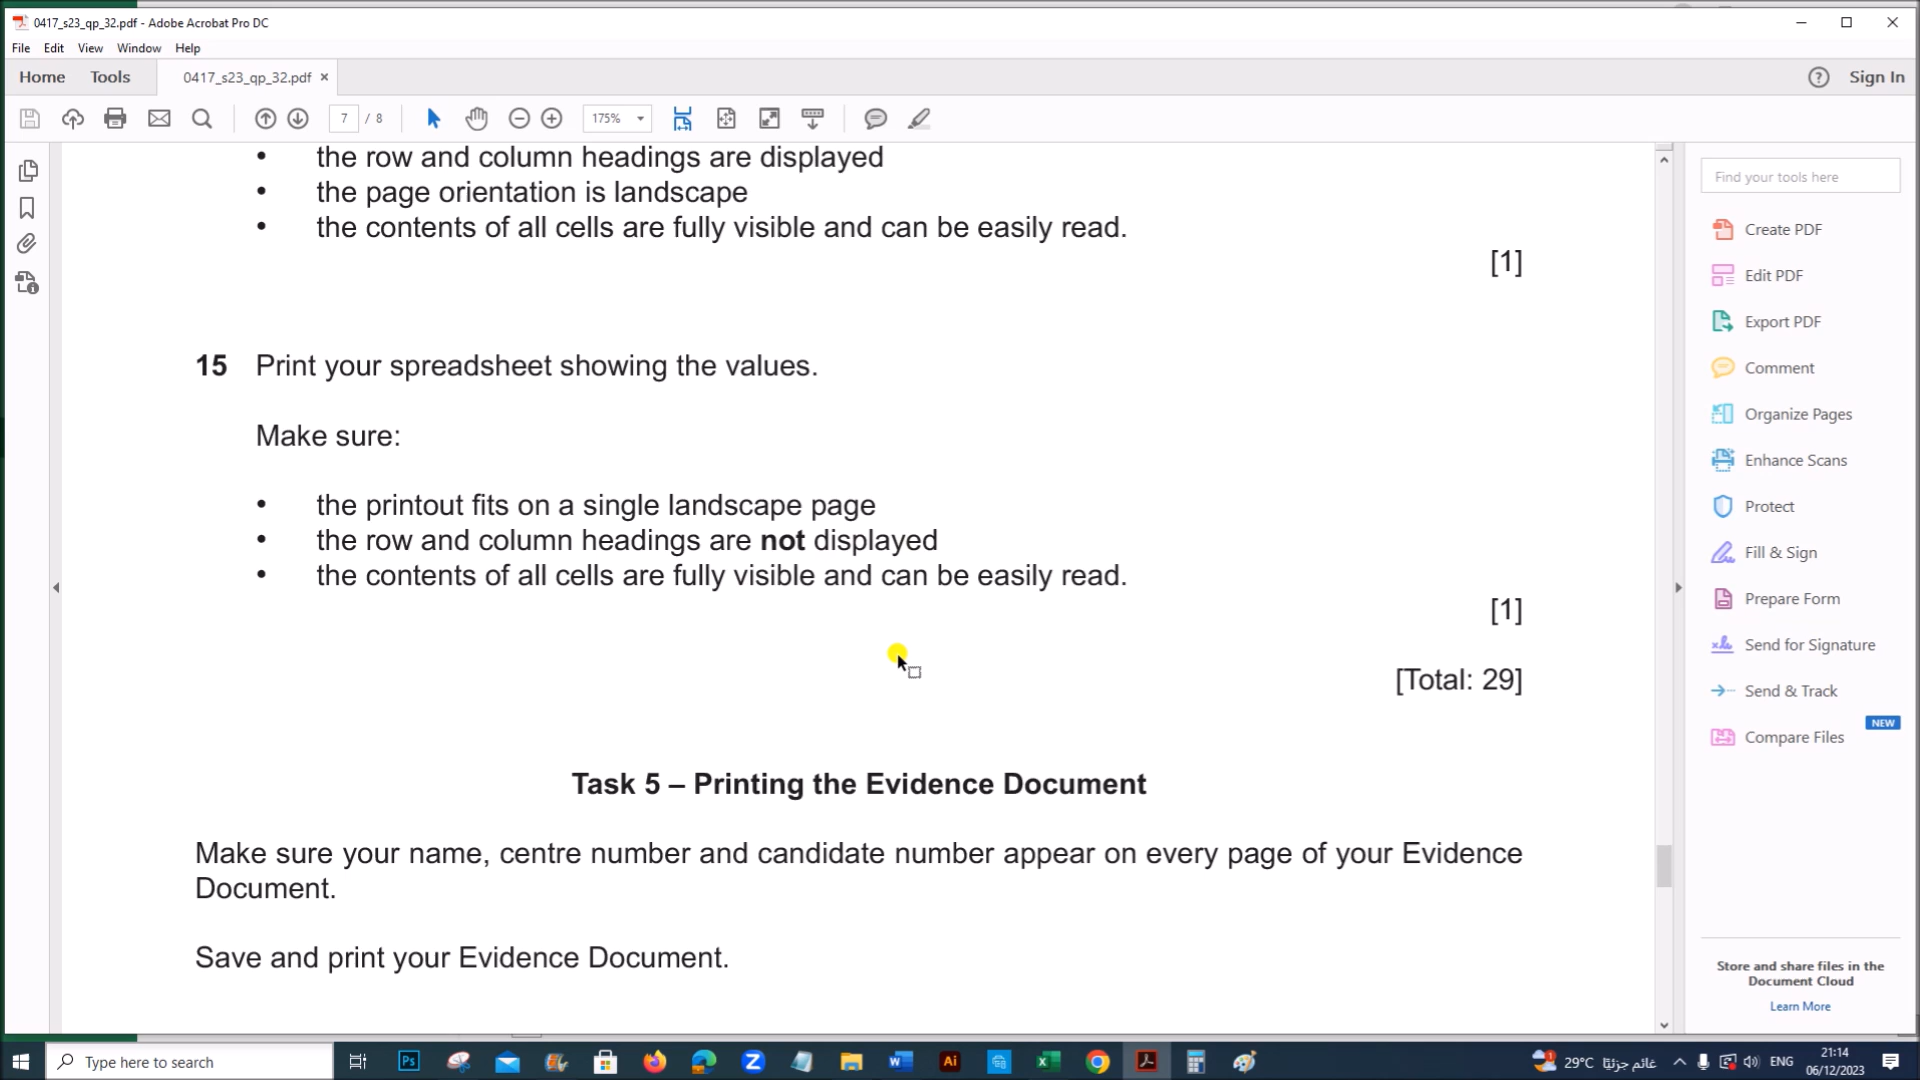 0417_s23_qp_32.pdf - Adobe Acrobat Pro DC
File Edit View Window Help
Home Tools 0417_s23_qp_32.pdf × Sign In
7 / 8 175%
• the row and column headings are displayed
• the page orientation is landscape
• the contents of all cells are fully visible and can be easily read.
[1]
15 Print your spreadsheet showing the values.
Make sure:
• the printout fits on a single landscape page
• the row and column headings are not displayed
• the contents of all cells are fully visible and can be easily read.
[1]
[Total: 29]
Task 5 – Printing the Evidence Document
Make sure your name, centre number and candidate number appear on every page of your Evidence
Document.
Save and print your Evidence Document.
Find your tools here
Create PDF
Edit PDF
Export PDF
Comment
Organize Pages
Enhance Scans
Protect
Fill & Sign
Prepare Form
Send for Signature
Send & Track
NEW
Compare Files
Store and share files in the
Document Cloud
Learn More
Type here to search
Ps
W
Ai
29°C غائم جزئيًا
ENG
21:14
06/12/2023